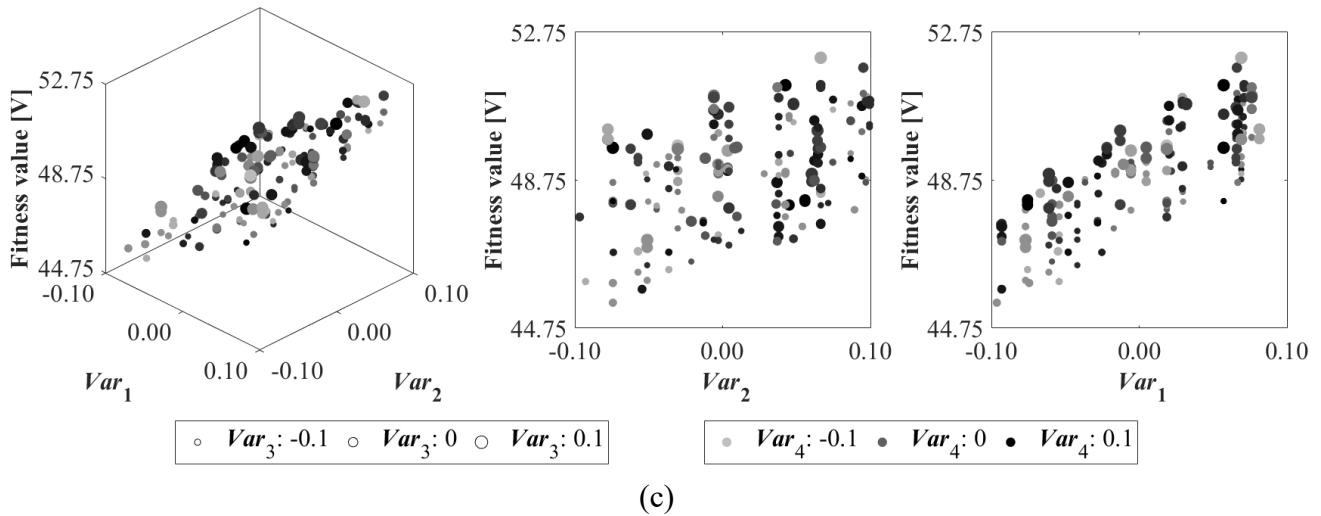 Fitness value [V]
52.75
48.75
44.75
-0.10
0.00
0.10
-0.10
0.00
0.10
Var1
Var2
Fitness value [V]
52.75
48.75
44.75
-0.10
0.00
0.10
Var2
Fitness value [V]
52.75
48.75
44.75
-0.10
0.00
0.10
Var1
Var3: -0.1 Var3: 0 Var3: 0.1
Var4: -0.1 Var4: 0 Var4: 0.1
(c)